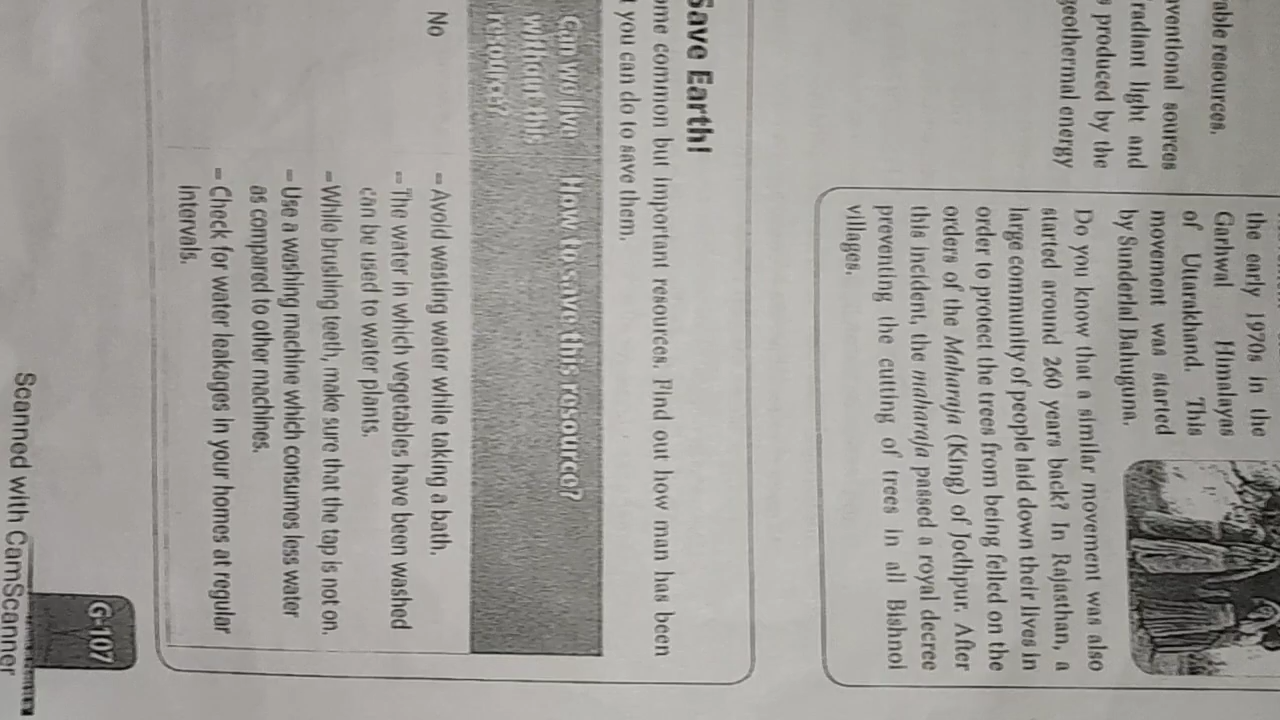 able resources.
ventional sources
radiant light and
s produced by the
geothermal energy
the early 1970s in the
Garhwal Himalayas
of Uttarakhand. This
movement was started
by Sunderlal Bahuguna.
Do you know that a similar movement was also
started around 260 years back? In Rajasthan, a
large community of people laid down their lives in
order to protect the trees from being felled on the
orders of the Maharaja (King) of Jodhpur. After
this incident, the maharaja passed a royal decree
preventing the cutting of trees in all Bishnoi
villages.
Save Earth!
ome common but important resources. Find out how man has been
you can do to save them.
Can we live
without this
resource?
How to save this resource?
No
– Avoid wasting water while taking a bath.
– The water in which vegetables have been washed
can be used to water plants.
– While brushing teeth, make sure that the tap is not on.
– Use a washing machine which consumes less water
as compared to other machines.
– Check for water leakages in your homes at regular
intervals.
G-107
Scanned with CamScanner